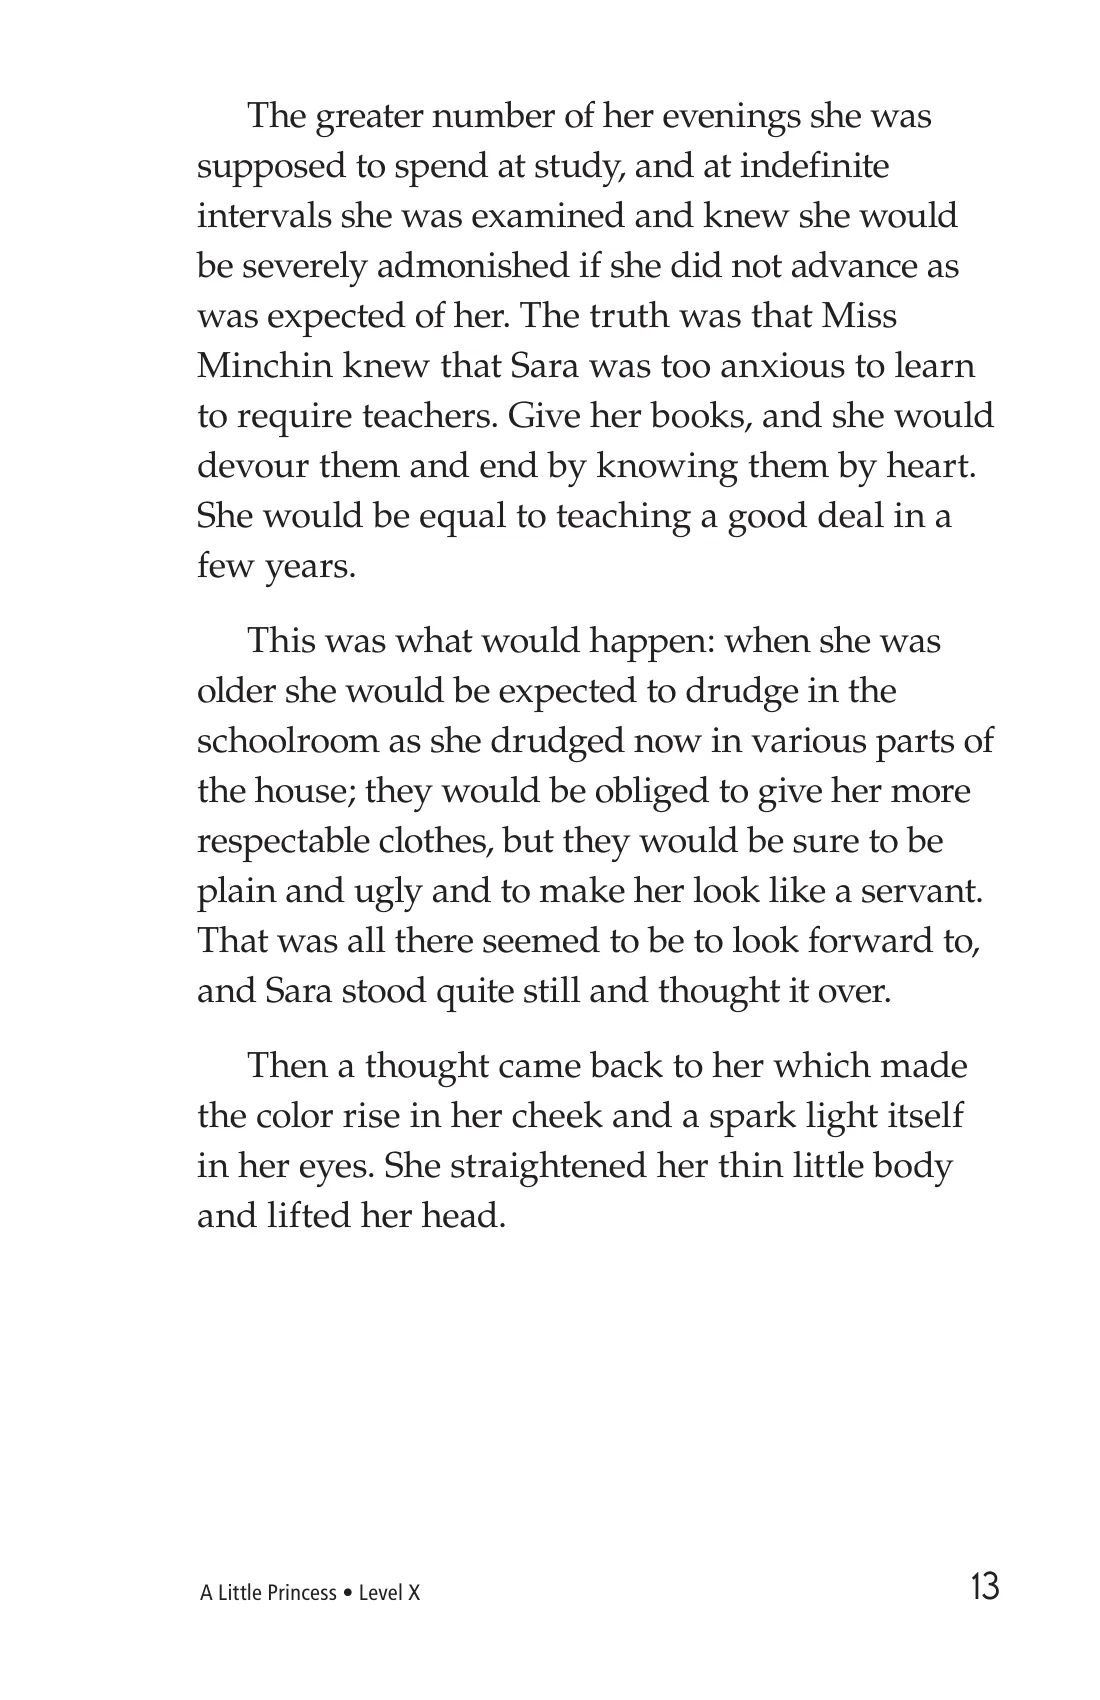 The greater number of her evenings she was
supposed to spend at study, and at indefinite
intervals she was examined and knew she would
be severely admonished if she did not advance as
was expected of her. The truth was that Miss
Minchin knew that Sara was too anxious to learn
to require teachers. Give her books, and she would
devour them and end by knowing them by heart.
She would be equal to teaching a good deal in a
few years.
This was what would happen: when she was
older she would be expected to drudge in the
schoolroom as she drudged now in various parts of
the house; they would be obliged to give her more
respectable clothes, but they would be sure to be
plain and ugly and to make her look like a servant.
That was all there seemed to be to look forward to,
and Sara stood quite still and thought it over.
Then a thought came back to her which made
the color rise in her cheek and a spark light itself
in her eyes. She straightened her thin little body
and lifted her head.
A Little Princess • Level X
13